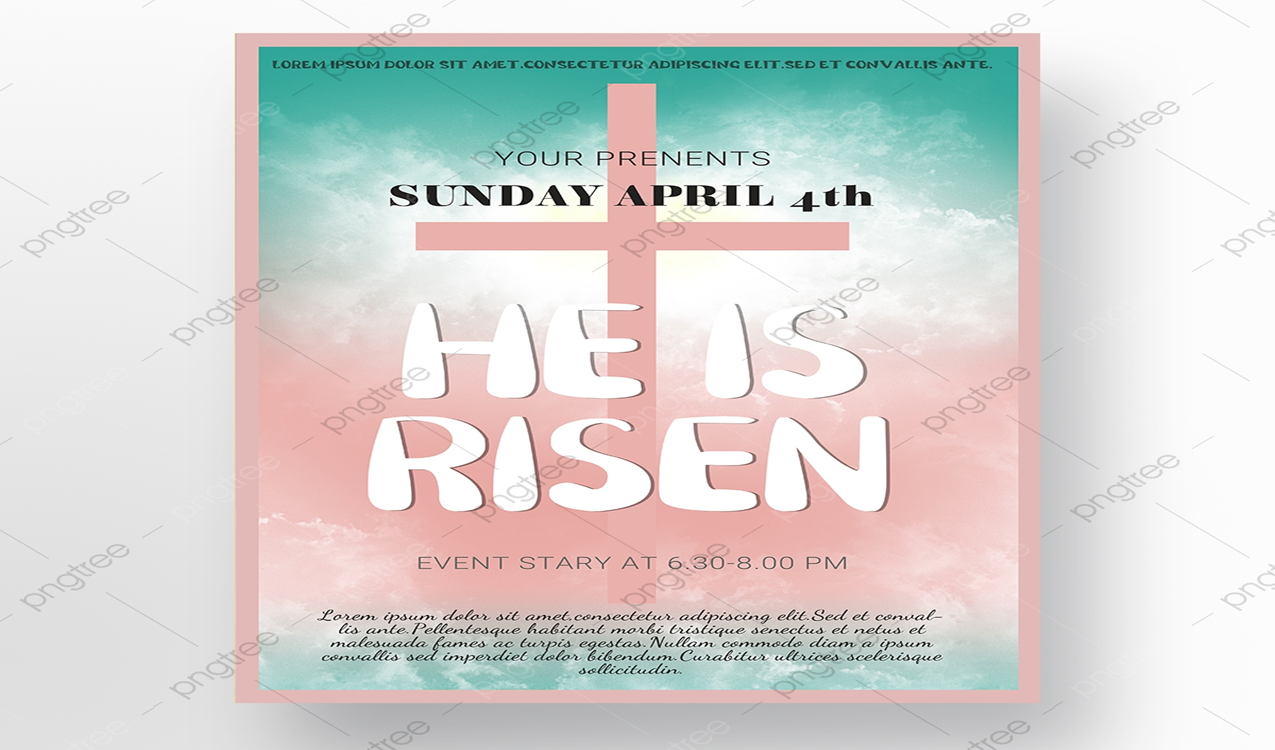 LOREM IPSUM DOLOR SIT AMET.CONSECTETUR ADIPISCING ELIT.SED ET CONVALLIS ANTE.
YOUR PRENENTS
SUNDAY APRIL 4th
HE IS
RISEN
EVENT STARY AT 6.30-8.00 PM
Lorem ipsum dolor sit amet.consectetur adipiscing elit.Sed et conval-
lis ante.Pellentesque habitant morbi tristique senectus et netus et
malesuada fames ac turpis egestas.Nullam commodo diam a ipsum
convallis sed imperdiet dolor bibendum.Curabitur ultrices scelerisque
sollicitudin.
pngtree